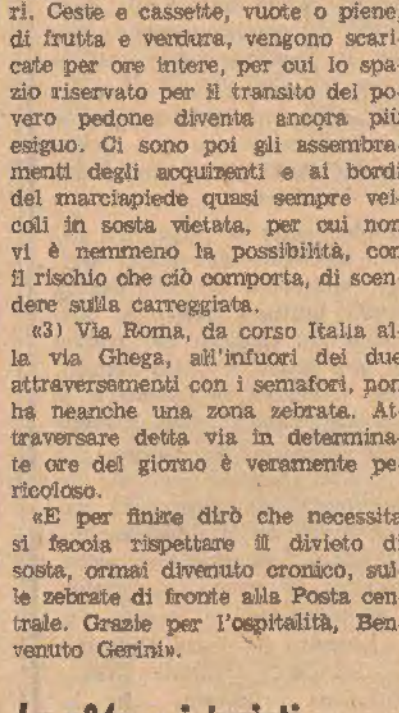 ri. Ceste e cassette, vuote o piene,
di frutta e verdura, vengono scari-
cate per ore intere, per cui lo spa-
zio riservato per il transito del po-
vero pedone diventa ancora più
esiguo. Ci sono poi gli assembra-
menti degli acquirenti e ai bordi
del marciapiede quasi sempre vei-
coli in sosta vietata, per cui non
vi è nemmeno la possibilità, con
il rischio che ciò comporta, di scen-
dere sulla carreggiata.
«3) Via Roma, da corso Italia al-
la via Ghega, all'infuori dei due
attraversamenti con i semafori, non
ha neanche una zona zebrata. At-
traversare detta via in determina-
te ore del giorno è veramente pe-
ricoloso.
«E per finire dirò che necessita
si faccia rispettare il divieto di
sosta, ormai divenuto cronico, sul-
le zebrate di fronte alla Posta cen-
trale. Grazie per l'ospitalità, Ben-
venuto Gerini».